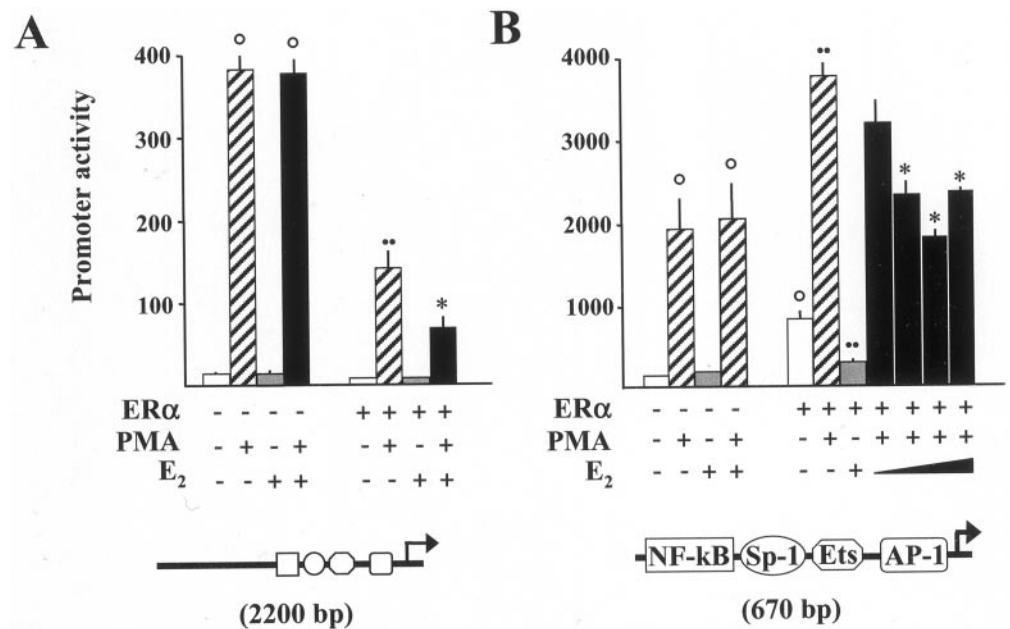 A
Promoter activity
400
300
200
100
ERα - - - - + + + +
PMA - + - + - + - +
E2 - - + + - - + +
(2200 bp)
B
4000
3000
2000
1000
ERα - - - - + + + + + + +
PMA - + - + - + - + + + +
E2 - - + + - - +
NF-kB Sp-1 Ets AP-1
(670 bp)